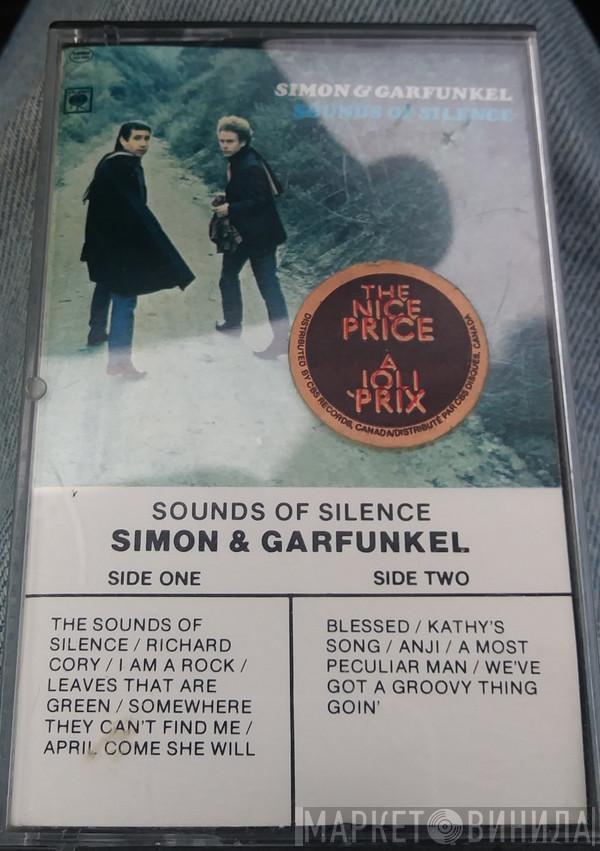 SIMON & GARFUNKEL
SOUNDS OF SILENCE
THE
NICE
PRICE
À
JOLI
PRIX
DISTRIBUTED BY CBS RECORDS, CANADA/DISTRIBUTÉ PAR CBS DISQUES, CANADA
SOUNDS OF SILENCE
SIMON & GARFUNKEL
SIDE ONE
THE SOUNDS OF
SILENCE / RICHARD
CORY / I AM A ROCK /
LEAVES THAT ARE
GREEN / SOMEWHERE
THEY CAN'T FIND ME /
APRIL COME SHE WILL
SIDE TWO
BLESSED / KATHY'S
SONG / ANJI / A MOST
PECULIAR MAN / WE'VE
GOT A GROOVY THING
GOIN'
МАРКЕТ ВИНИЛА